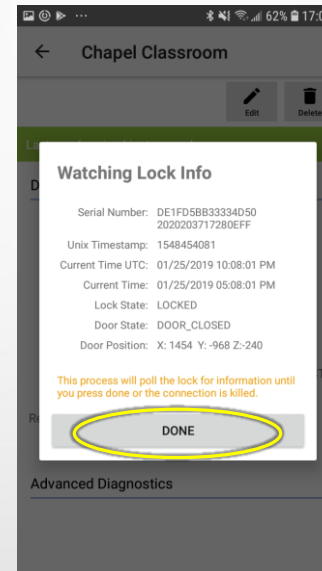 62% 17:0
Chapel Classroom
Edit Delete
Watching Lock Info
Serial Number: DE1FD5BB33334D50
2020203717280EFF
Unix Timestamp: 1548454081
Current Time UTC: 01/25/2019 10:08:01 PM
Current Time: 01/25/2019 05:08:01 PM
Lock State: LOCKED
Door State: DOOR_CLOSED
Door Position: X: 1454 Y: -968 Z:-240
This process will poll the lock for information until
you press done or the connection is killed.
DONE
Advanced Diagnostics